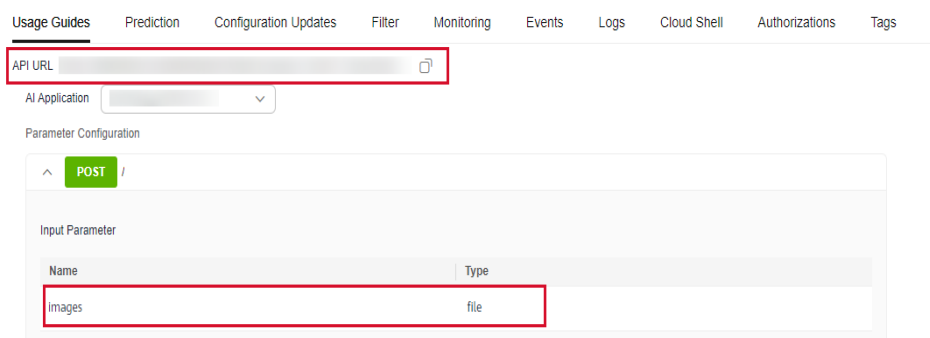 Usage Guides Prediction Configuration Updates Filter Monitoring Events Logs Cloud Shell Authorizations Tags
API URL
AI Application
Parameter Configuration
POST /
Input Parameter
Name Type
images file